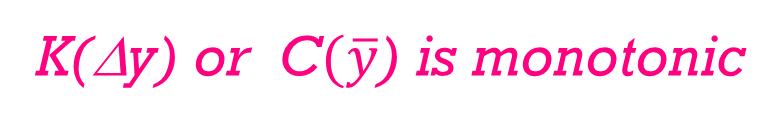 K(Δy) or C(ȳ) is monotonic